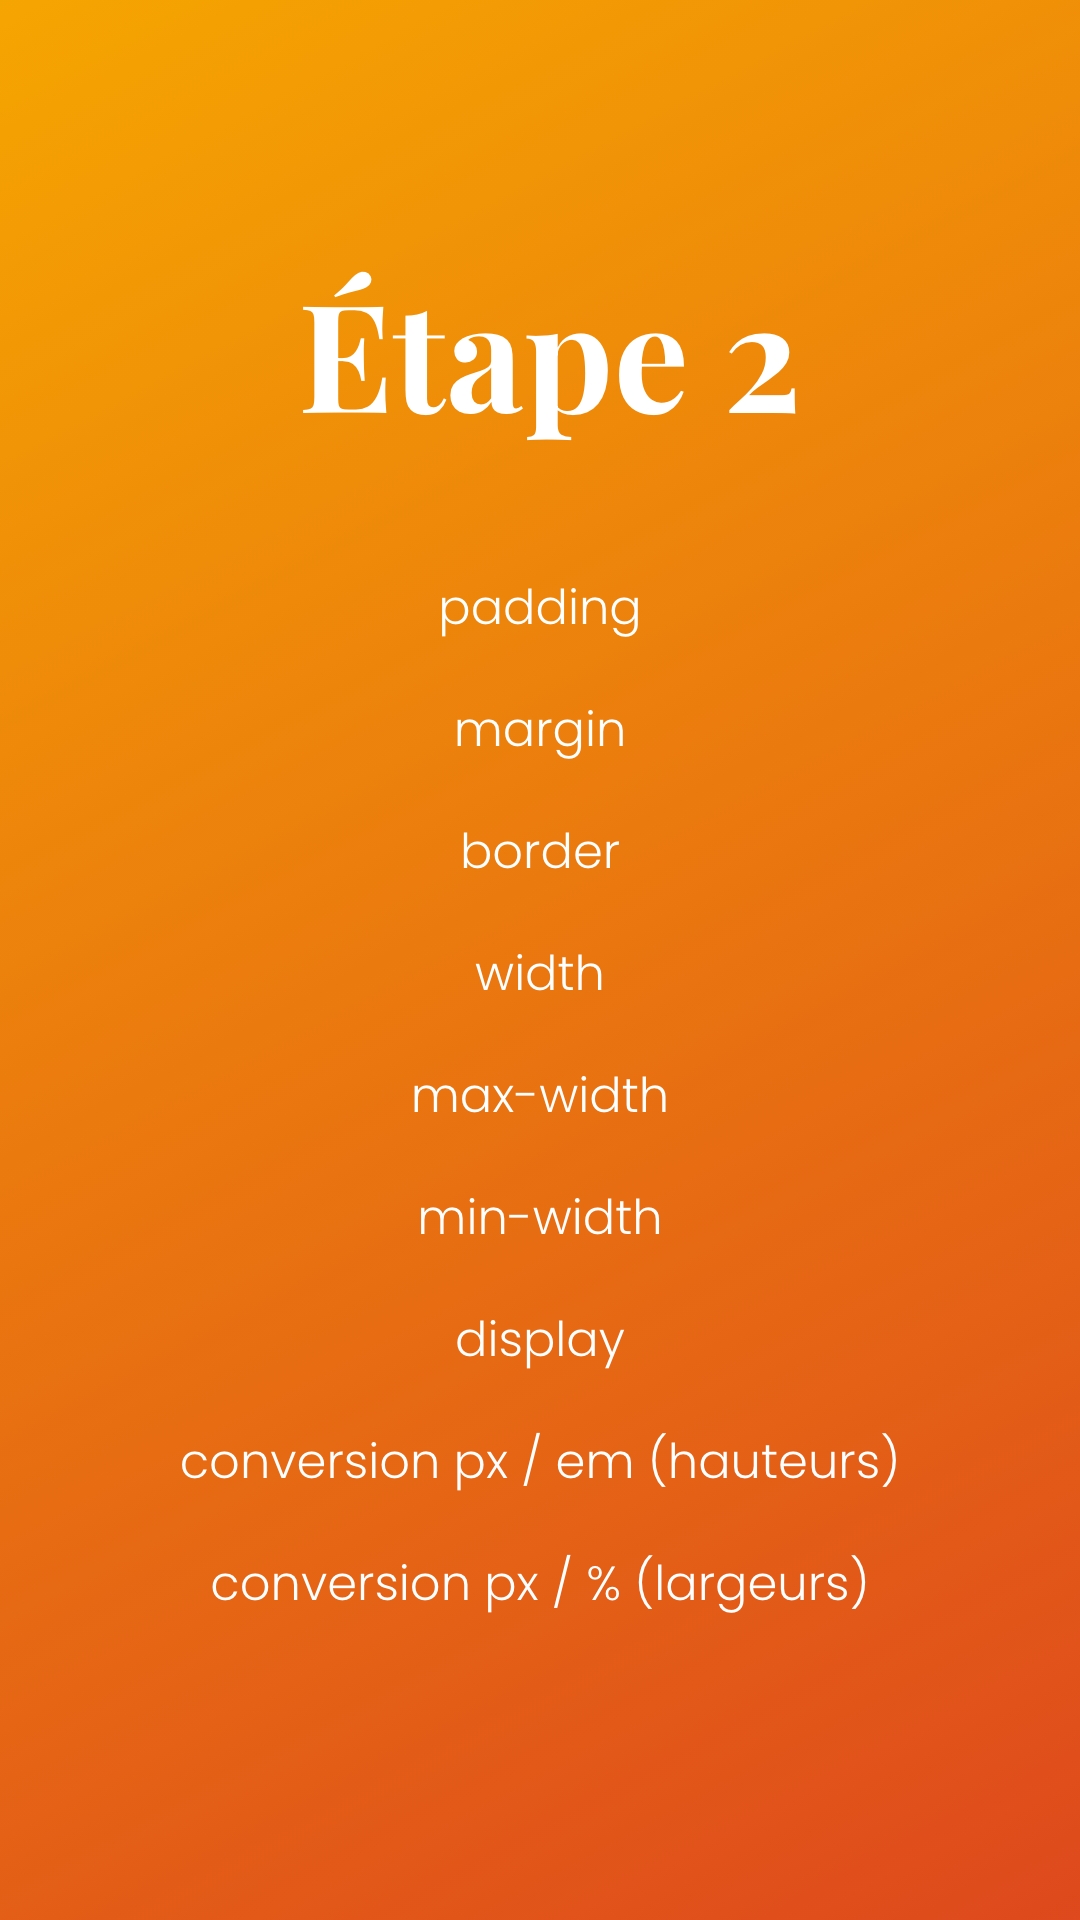 Étape 2
padding
margin
border
width
max-width
min-width
display
conversion px / em (hauteurs)
conversion px / % (largeurs)